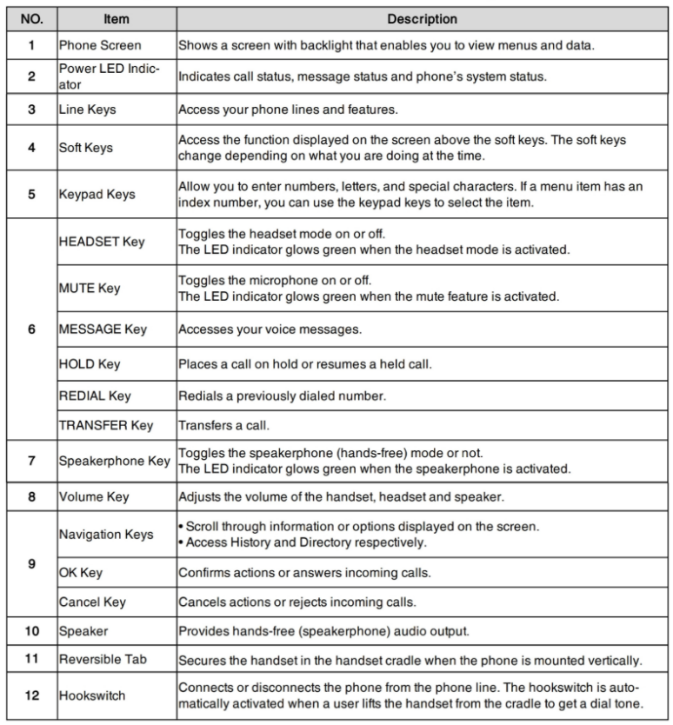 NO. Item Description
1 Phone Screen Shows a screen with backlight that enables you to view menus and data.
2 Power LED Indic-
ator Indicates call status, message status and phone's system status.
3 Line Keys Access your phone lines and features.
4 Soft Keys Access the function displayed on the screen above the soft keys. The soft keys
change depending on what you are doing at the time.
5 Keypad Keys Allow you to enter numbers, letters, and special characters. If a menu item has an
index number, you can use the keypad keys to select the item.
6 HEADSET Key Toggles the headset mode on or off.
The LED indicator glows green when the headset mode is activated.
MUTE Key Toggles the microphone on or off.
The LED indicator glows green when the mute feature is activated.
MESSAGE Key Accesses your voice messages.
HOLD Key Places a call on hold or resumes a held call.
REDIAL Key Redials a previously dialed number.
TRANSFER Key Transfers a call.
7 Speakerphone Key Toggles the speakerphone (hands-free) mode or not.
The LED indicator glows green when the speakerphone is activated.
8 Volume Key Adjusts the volume of the handset, headset and speaker.
9 Navigation Keys • Scroll through information or options displayed on the screen.
• Access History and Directory respectively.
OK Key Confirms actions or answers incoming calls.
Cancel Key Cancels actions or rejects incoming calls.
10 Speaker Provides hands-free (speakerphone) audio output.
11 Reversible Tab Secures the handset in the handset cradle when the phone is mounted vertically.
12 Hookswitch Connects or disconnects the phone from the phone line. The hookswitch is auto-
matically activated when a user lifts the handset from the cradle to get a dial tone.